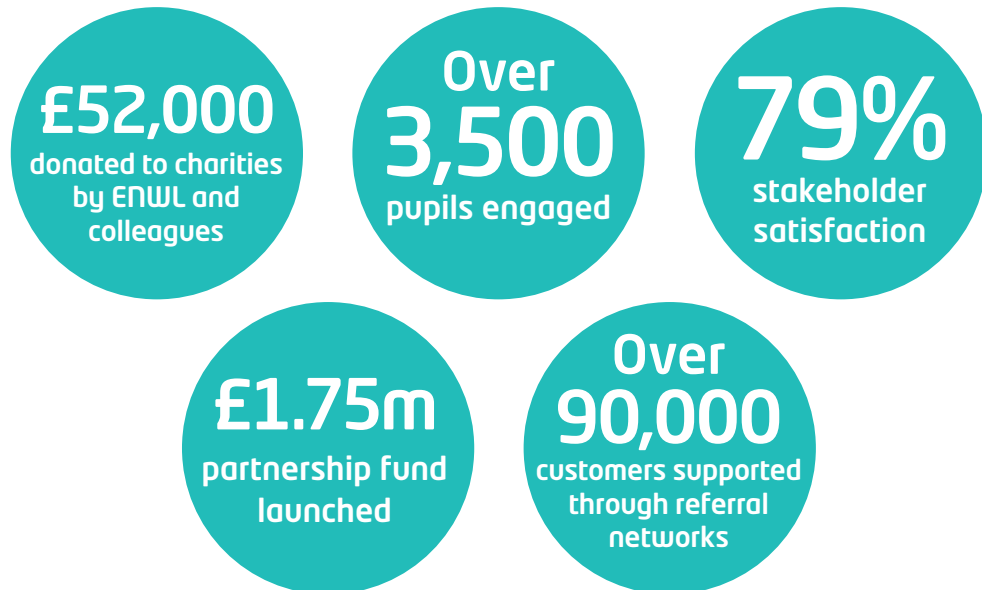 £52,000
donated to charities
by ENWL and
colleagues
Over
3,500
pupils engaged
79%
stakeholder
satisfaction
£1.75m
partnership fund
launched
Over
90,000
customers supported
through referral
networks